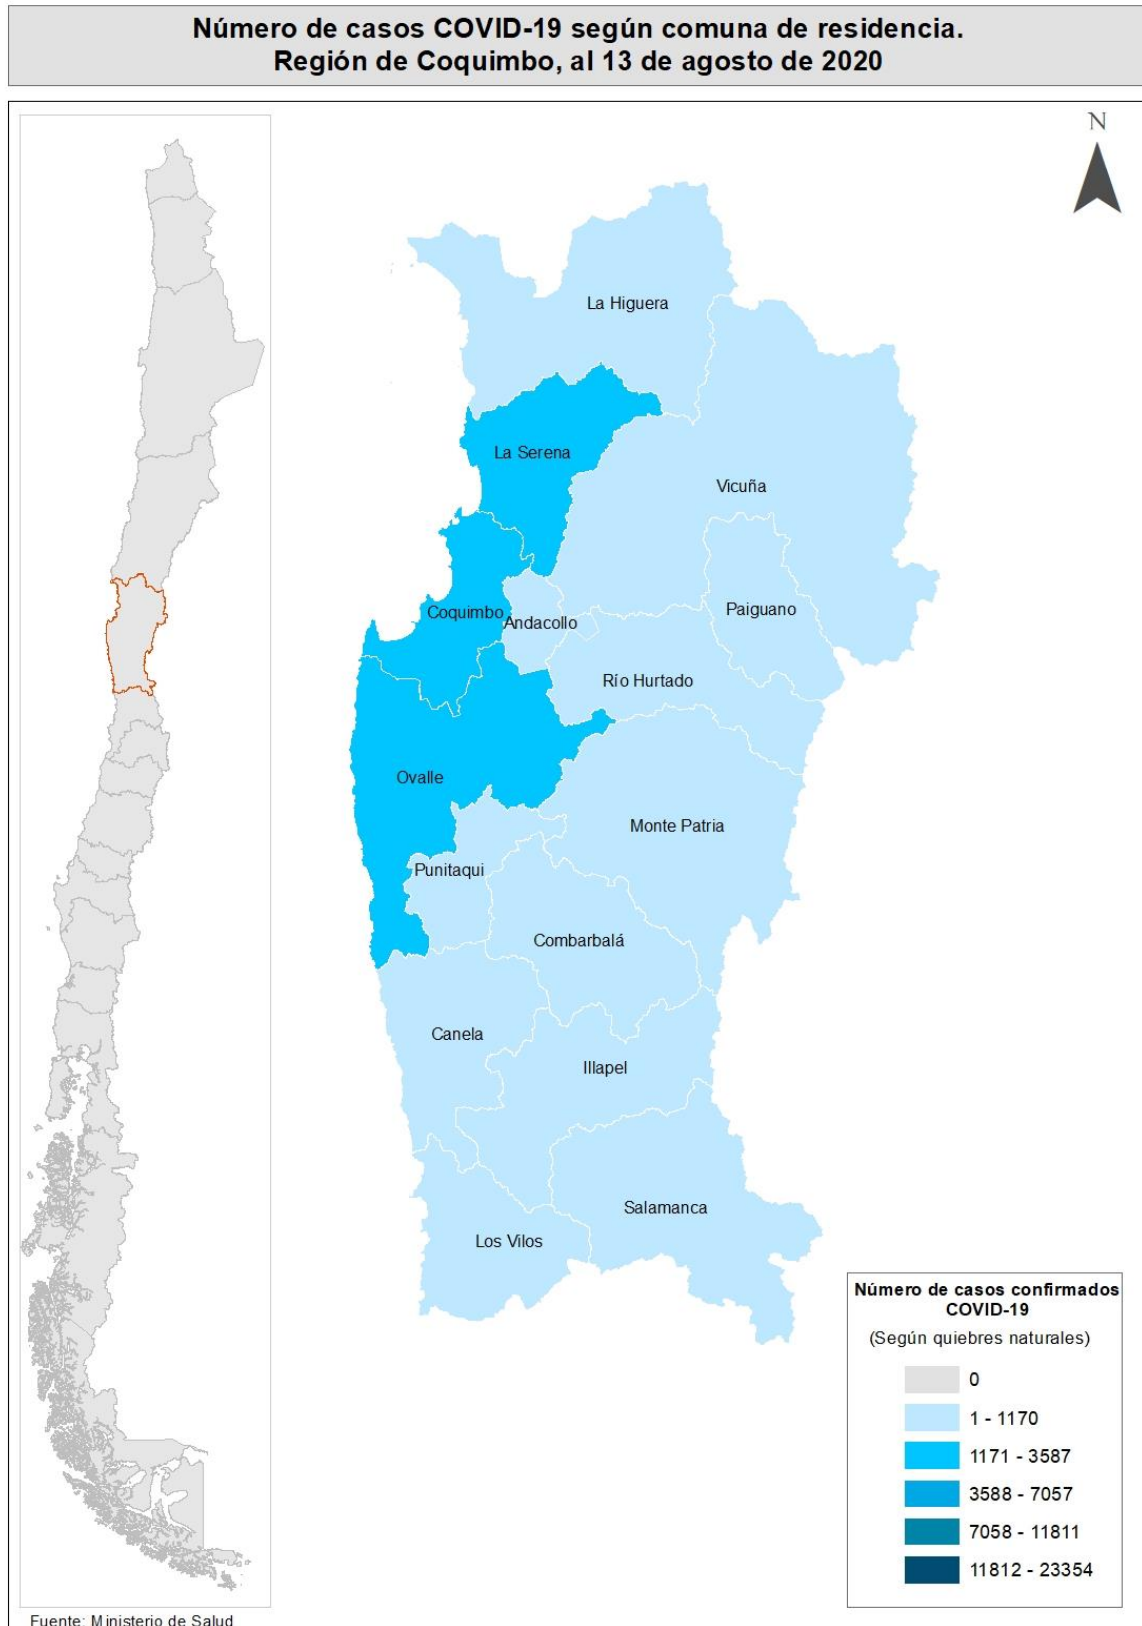 Número de casos COVID-19 según comuna de residencia.
Región de Coquimbo, al 13 de agosto de 2020
N
La Higuera
La Serena
Vicuña
Paiguano
Coquimbo
Andacollo
Río Hurtado
Ovalle
Monte Patria
Punitaqui
Combarbalá
Canela
Illapel
Salamanca
Los Vilos
Número de casos confirmados
COVID-19
(Según quiebres naturales)
0
1 - 1170
1171 - 3587
3588 - 7057
7058 - 11811
11812 - 23354
Fuente: Ministerio de Salud